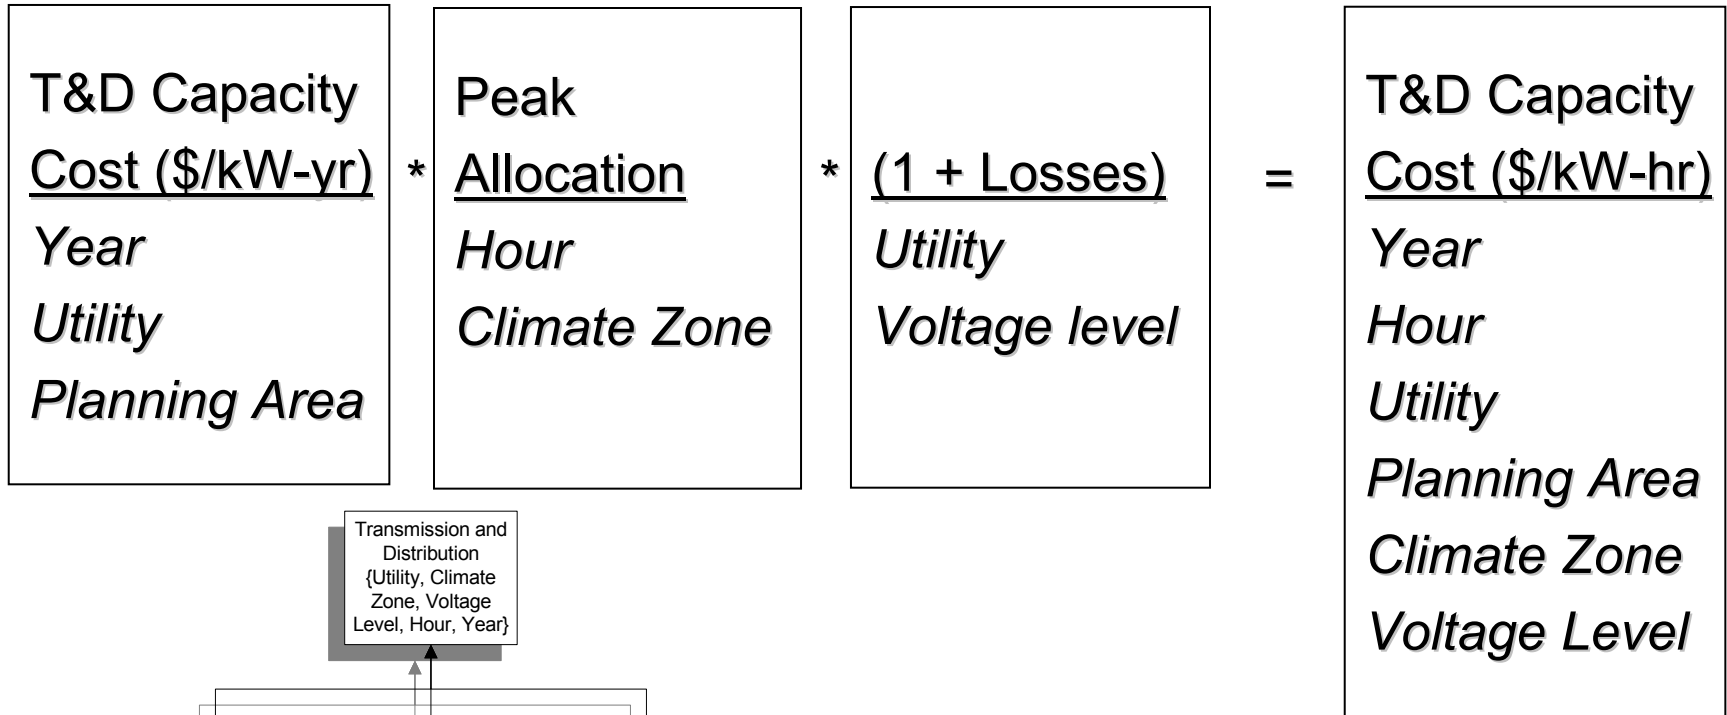 T&D Capacity
Cost ($/kW-yr)
Year
Utility
Planning Area
*
Peak
Allocation
Hour
Climate Zone
*
(1 + Losses)
Utility
Voltage level
=
T&D Capacity
Cost ($/kW-hr)
Year
Hour
Utility
Planning Area
Climate Zone
Voltage Level
Transmission and
Distribution
{Utility, Climate
Zone, Voltage
Level, Hour, Year}